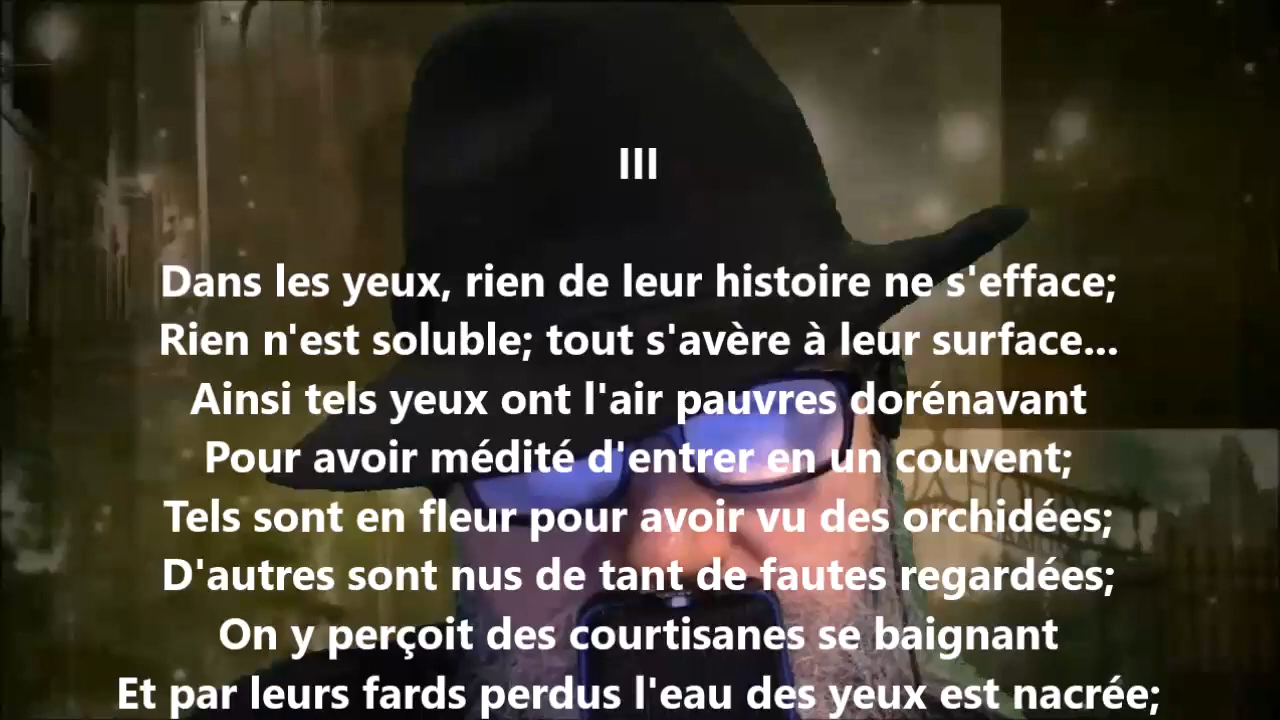 III
Dans les yeux, rien de leur histoire ne s'efface;
Rien n'est soluble; tout s'avère à leur surface...
Ainsi tels yeux ont l'air pauvres dorénavant
Pour avoir médité d'entrer en un couvent;
Tels sont en fleur pour avoir vu des orchidées;
D'autres sont nus de tant de fautes regardées;
On y perçoit des courtisanes se baignant
Et par leurs fards perdus l'eau des yeux est nacrée;